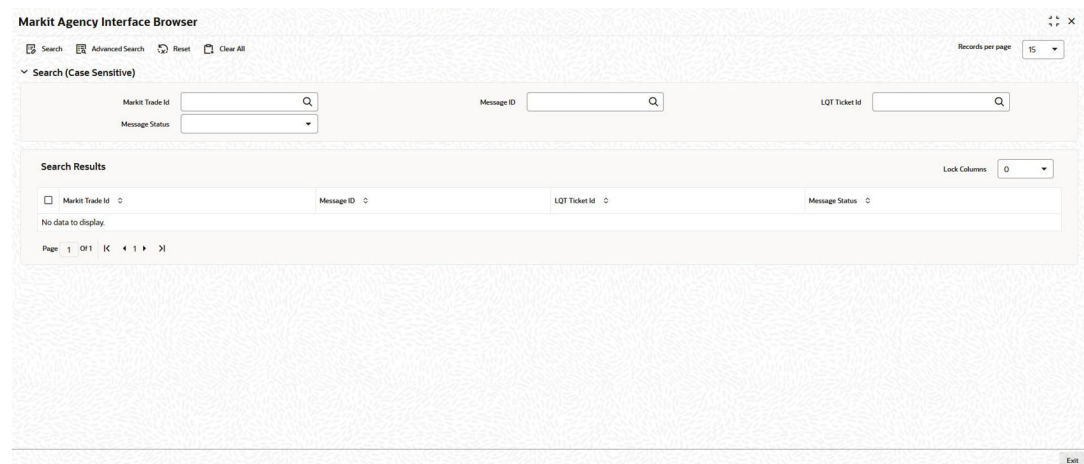 Markit Agency Interface Browser
Search Advanced Search Reset Clear All Records per page 15
Search (Case Sensitive)
Markit Trade Id Message ID LQT Ticket Id
Message Status
Search Results Lock Columns 0
Markit Trade Id Message ID LQT Ticket Id Message Status
No data to display.
Page 1 Of 1 1
Exit